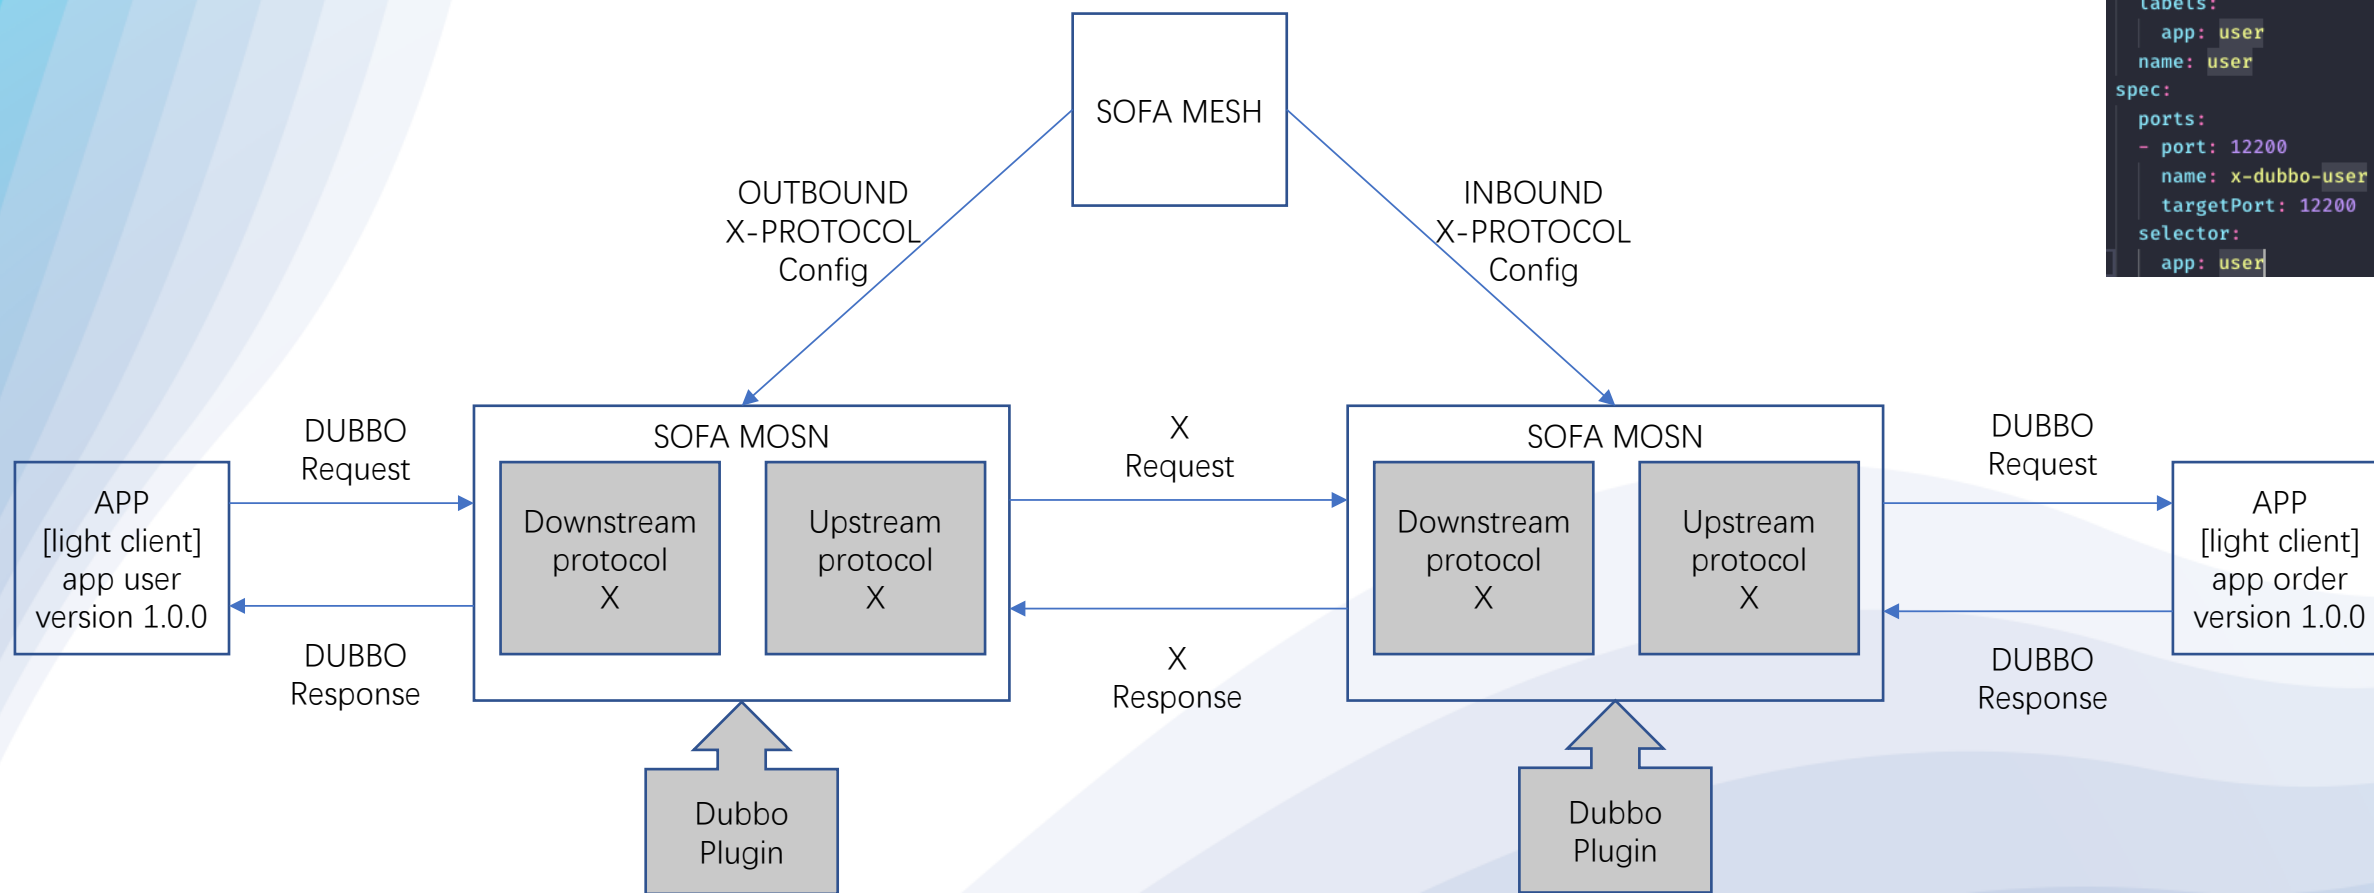 SOFA MESH
labels:
app: user
name: user
spec:
ports:
- port: 12200
name: x-dubbo-user
targetPort: 12200
selector:
app: user
OUTBOUND
X-PROTOCOL
Config
INBOUND
X-PROTOCOL
Config
APP
[light client]
app user
version 1.0.0
DUBBO
Request
DUBBO
Response
SOFA MOSN
Downstream
protocol
X
Upstream
protocol
X
Dubbo
Plugin
X
Request
X
Response
SOFA MOSN
Downstream
protocol
X
Upstream
protocol
X
Dubbo
Plugin
DUBBO
Request
DUBBO
Response
APP
[light client]
app order
version 1.0.0